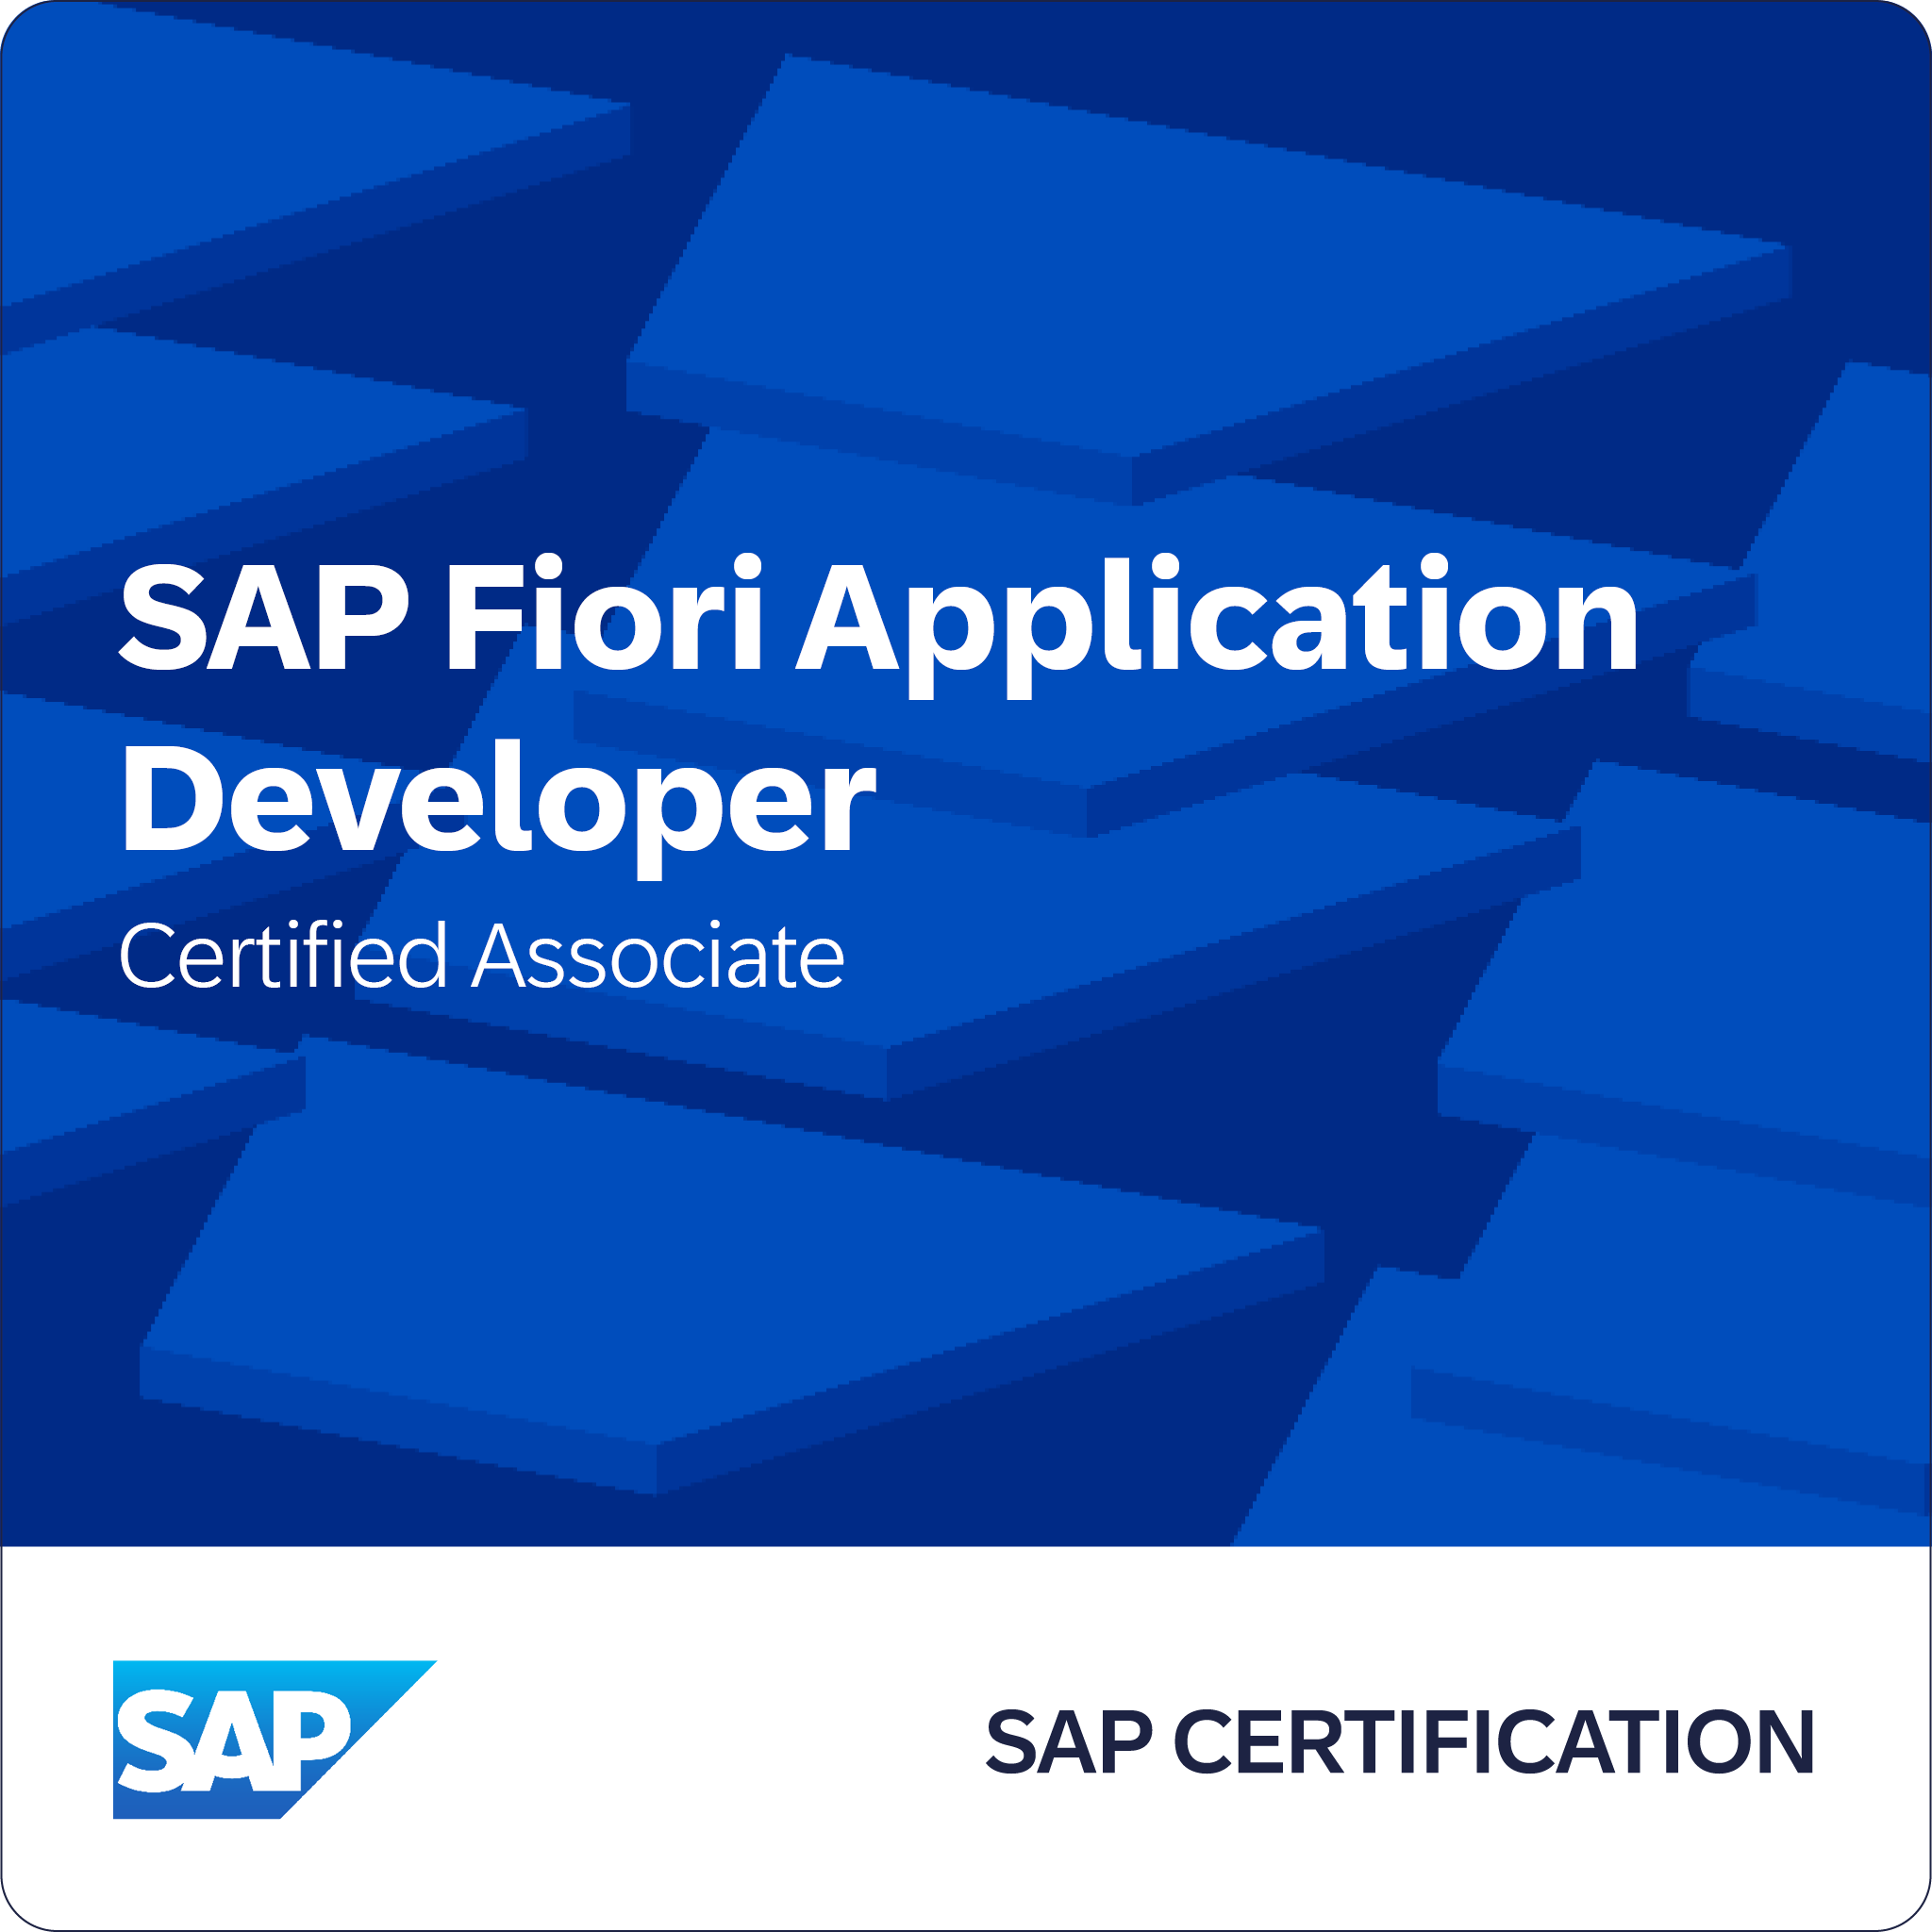 SAP Fiori Application
Developer
Certified Associate
SAP
SAP CERTIFICATION